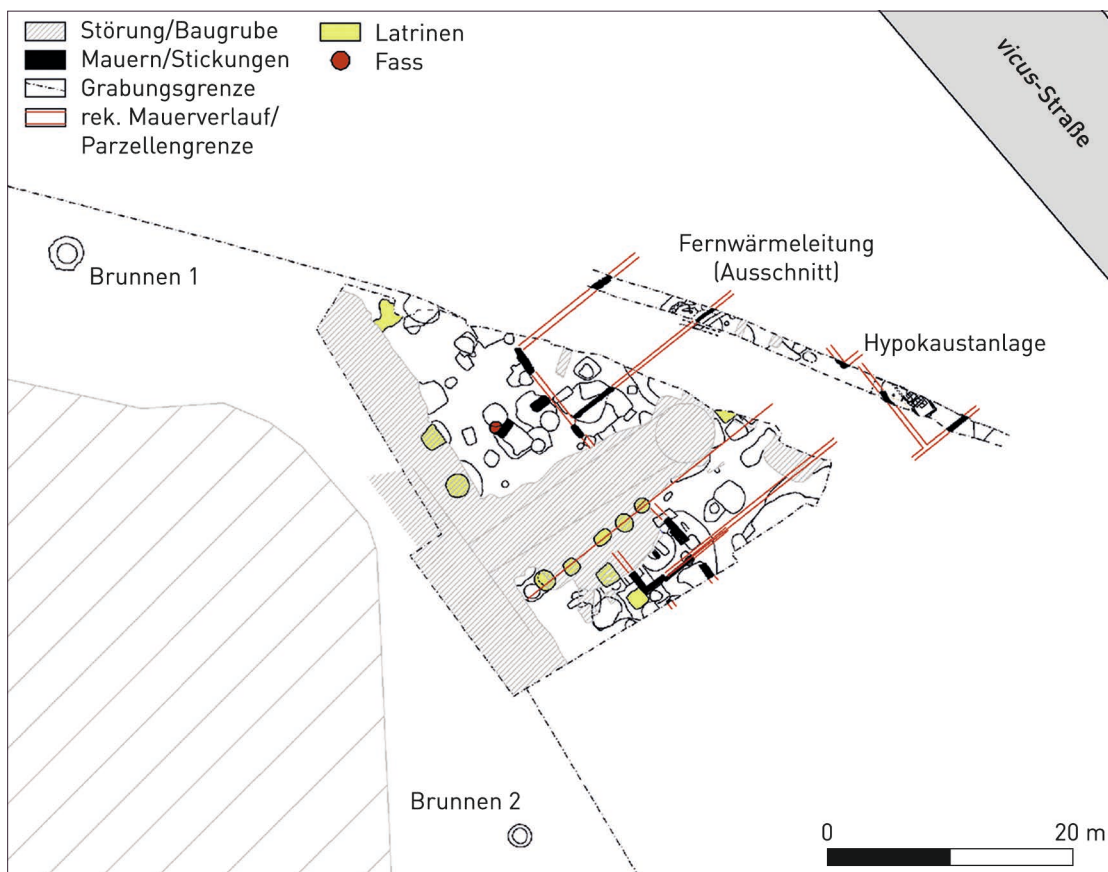 Störung/Baugrube
Mauern/Stickungen
Grabungsgrenze
rek. Mauerverlauf/
Parzellengrenze
Latrinen
Fass
vicus-Straße
Brunnen 1
Fernwärmeleitung
(Ausschnitt)
Hypokaustanlage
Brunnen 2
0
20 m